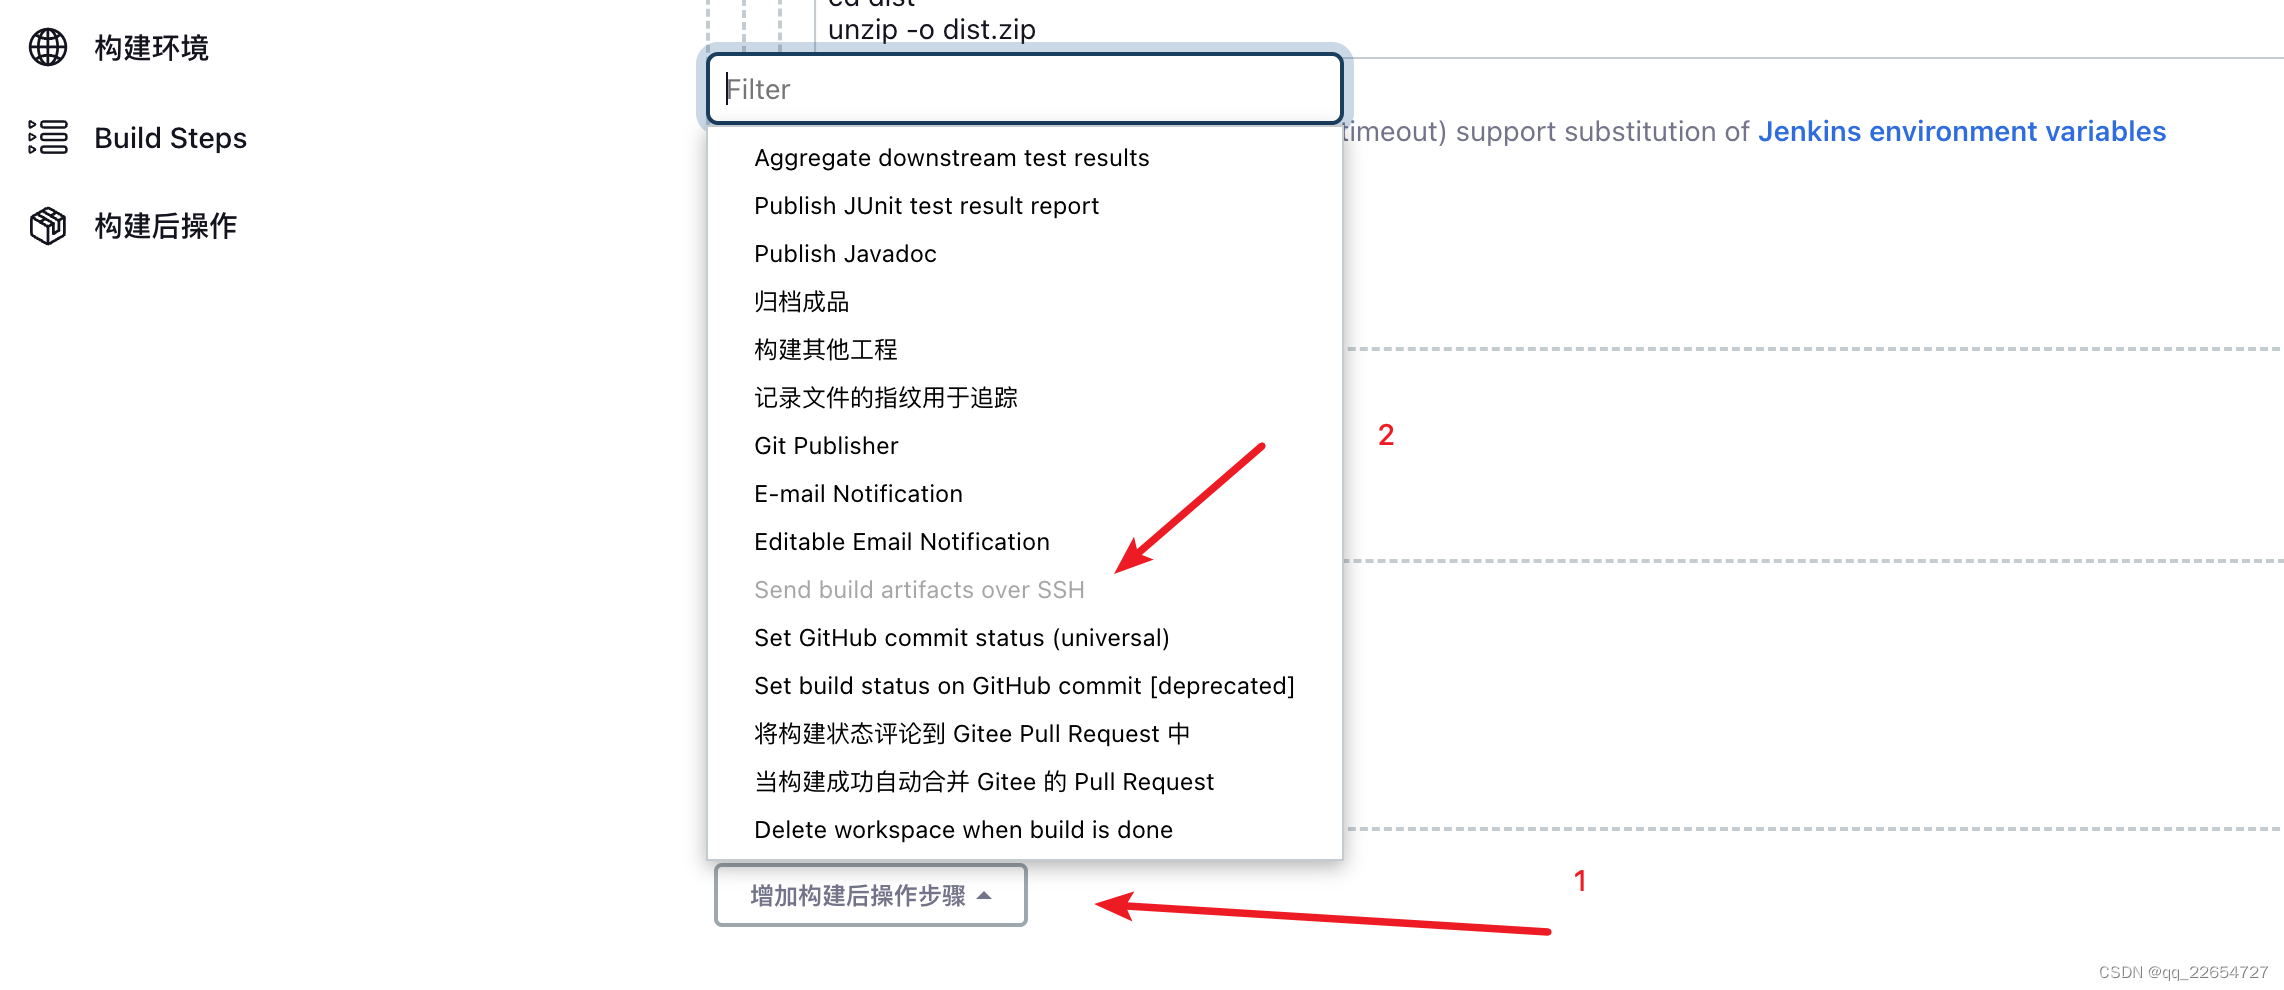 构建环境
Build Steps
构建后操作
cd dist
unzip -o dist.zip
Filter
timeout) support substitution of Jenkins environment variables
Aggregate downstream test results
Publish JUnit test result report
Publish Javadoc
归档成品
构建其他工程
记录文件的指纹用于追踪
Git Publisher
E-mail Notification
Editable Email Notification
Send build artifacts over SSH
Set GitHub commit status (universal)
Set build status on GitHub commit [deprecated]
将构建状态评论到 Gitee Pull Request 中
当构建成功自动合并 Gitee 的 Pull Request
Delete workspace when build is done
2
增加构建后操作步骤
1
CSDN @qq_22654727